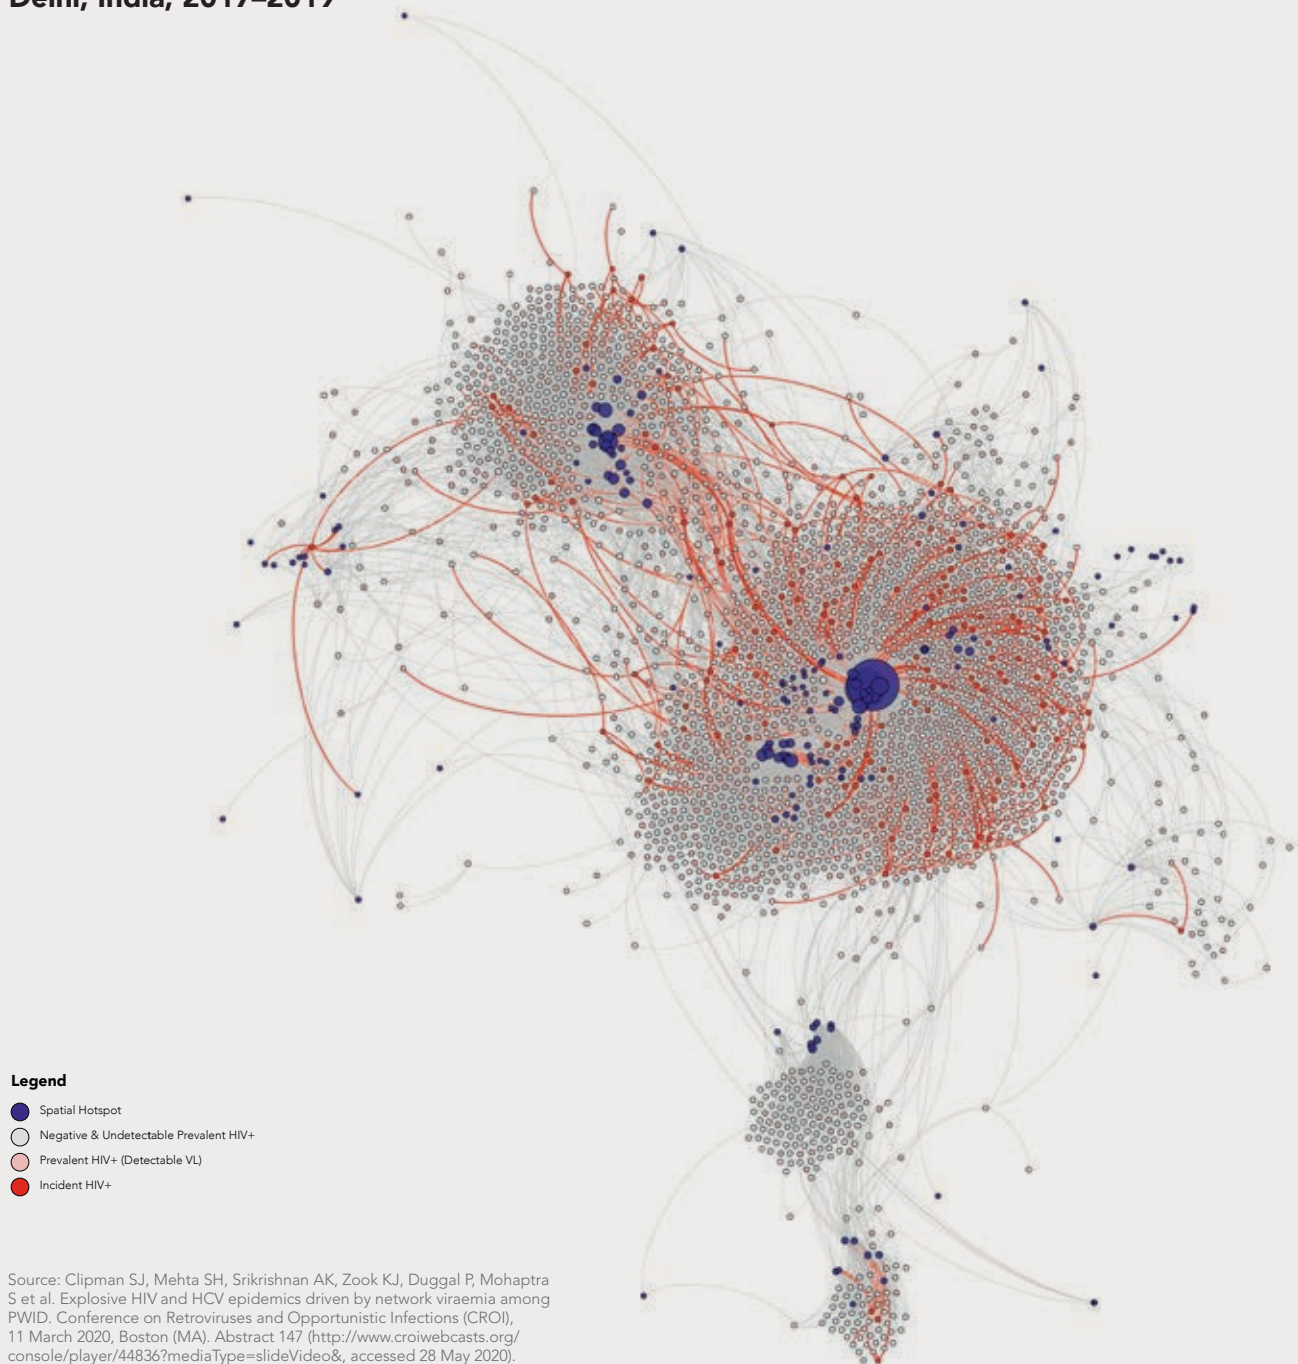 Delhi, India, 2017–2019
Legend
Spatial Hotspot
Negative & Undetectable Prevalent HIV+
Prevalent HIV+ (Detectable VL)
Incident HIV+
Source: Clipman SJ, Mehta SH, Srikrishnan AK, Zook KJ, Duggal P, Mohaptra
S et al. Explosive HIV and HCV epidemics driven by network viraemia among
PWID. Conference on Retroviruses and Opportunistic Infections (CROI),
11 March 2020, Boston (MA). Abstract 147 (http://www.croiwebcasts.org/
console/player/44836?mediaType=slideVideo&, accessed 28 May 2020).